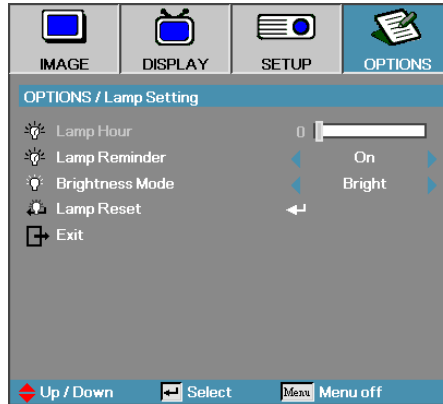 IMAGE DISPLAY SETUP OPTIONS
OPTIONS / Lamp Setting
Lamp Hour 0
Lamp Reminder On
Brightness Mode Bright
Lamp Reset
Exit
Up / Down Select Menu Menu off